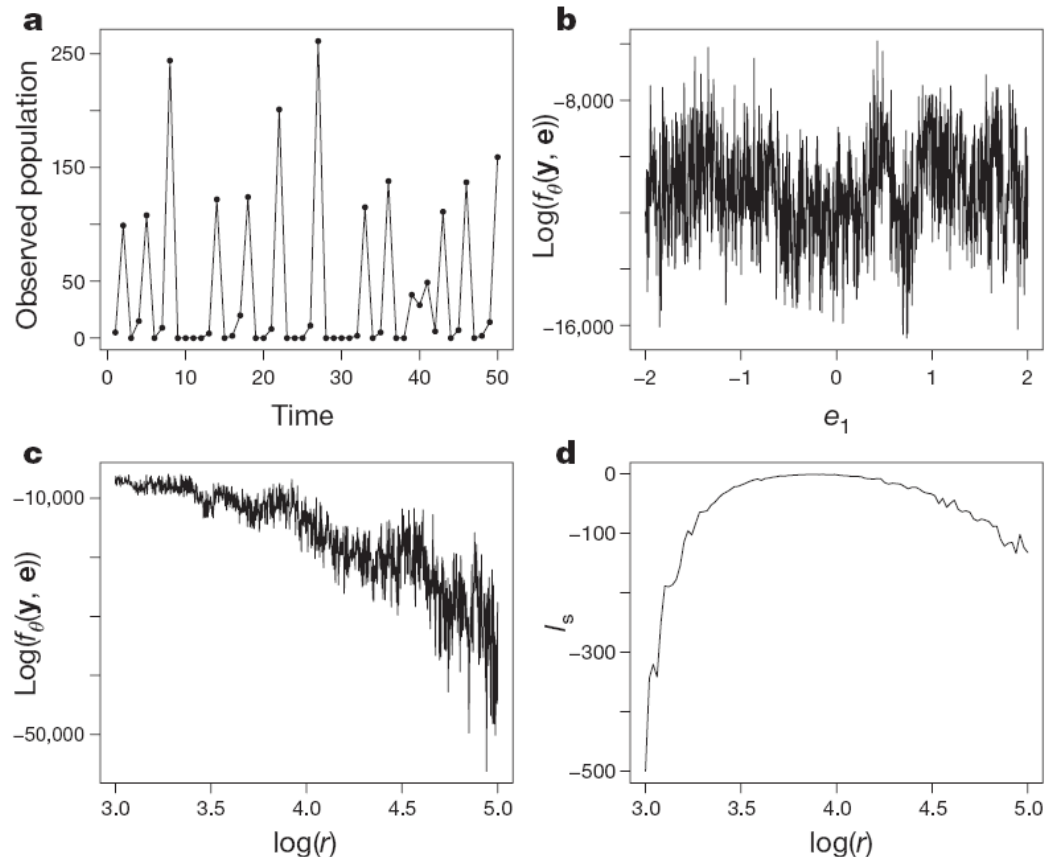 a
Observed population
250
150
50
0
0
10
20
30
40
50
Time
b
Log(fθ(y, e))
−8,000
−16,000
−2
−1
0
1
2
e1
c
Log(fθ(y, e))
−10,000
−50,000
3.0
3.5
4.0
4.5
5.0
log(r)
d
ls
0
−100
−300
−500
3.0
3.5
4.0
4.5
5.0
log(r)